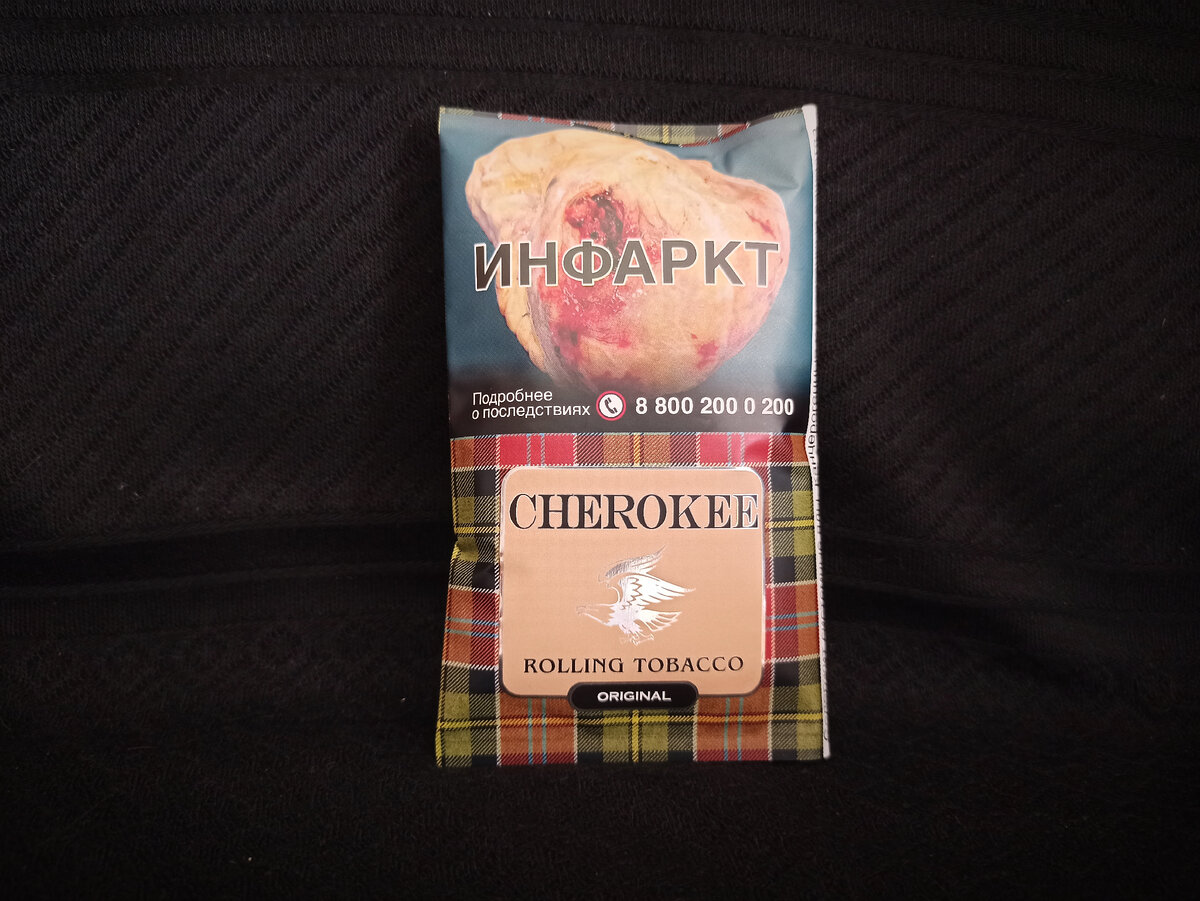 ИНФАРКТ
Подробнее
о последствиях
8 800 200 0 200
CHEROKEE
ROLLING TOBACCO
ORIGINAL